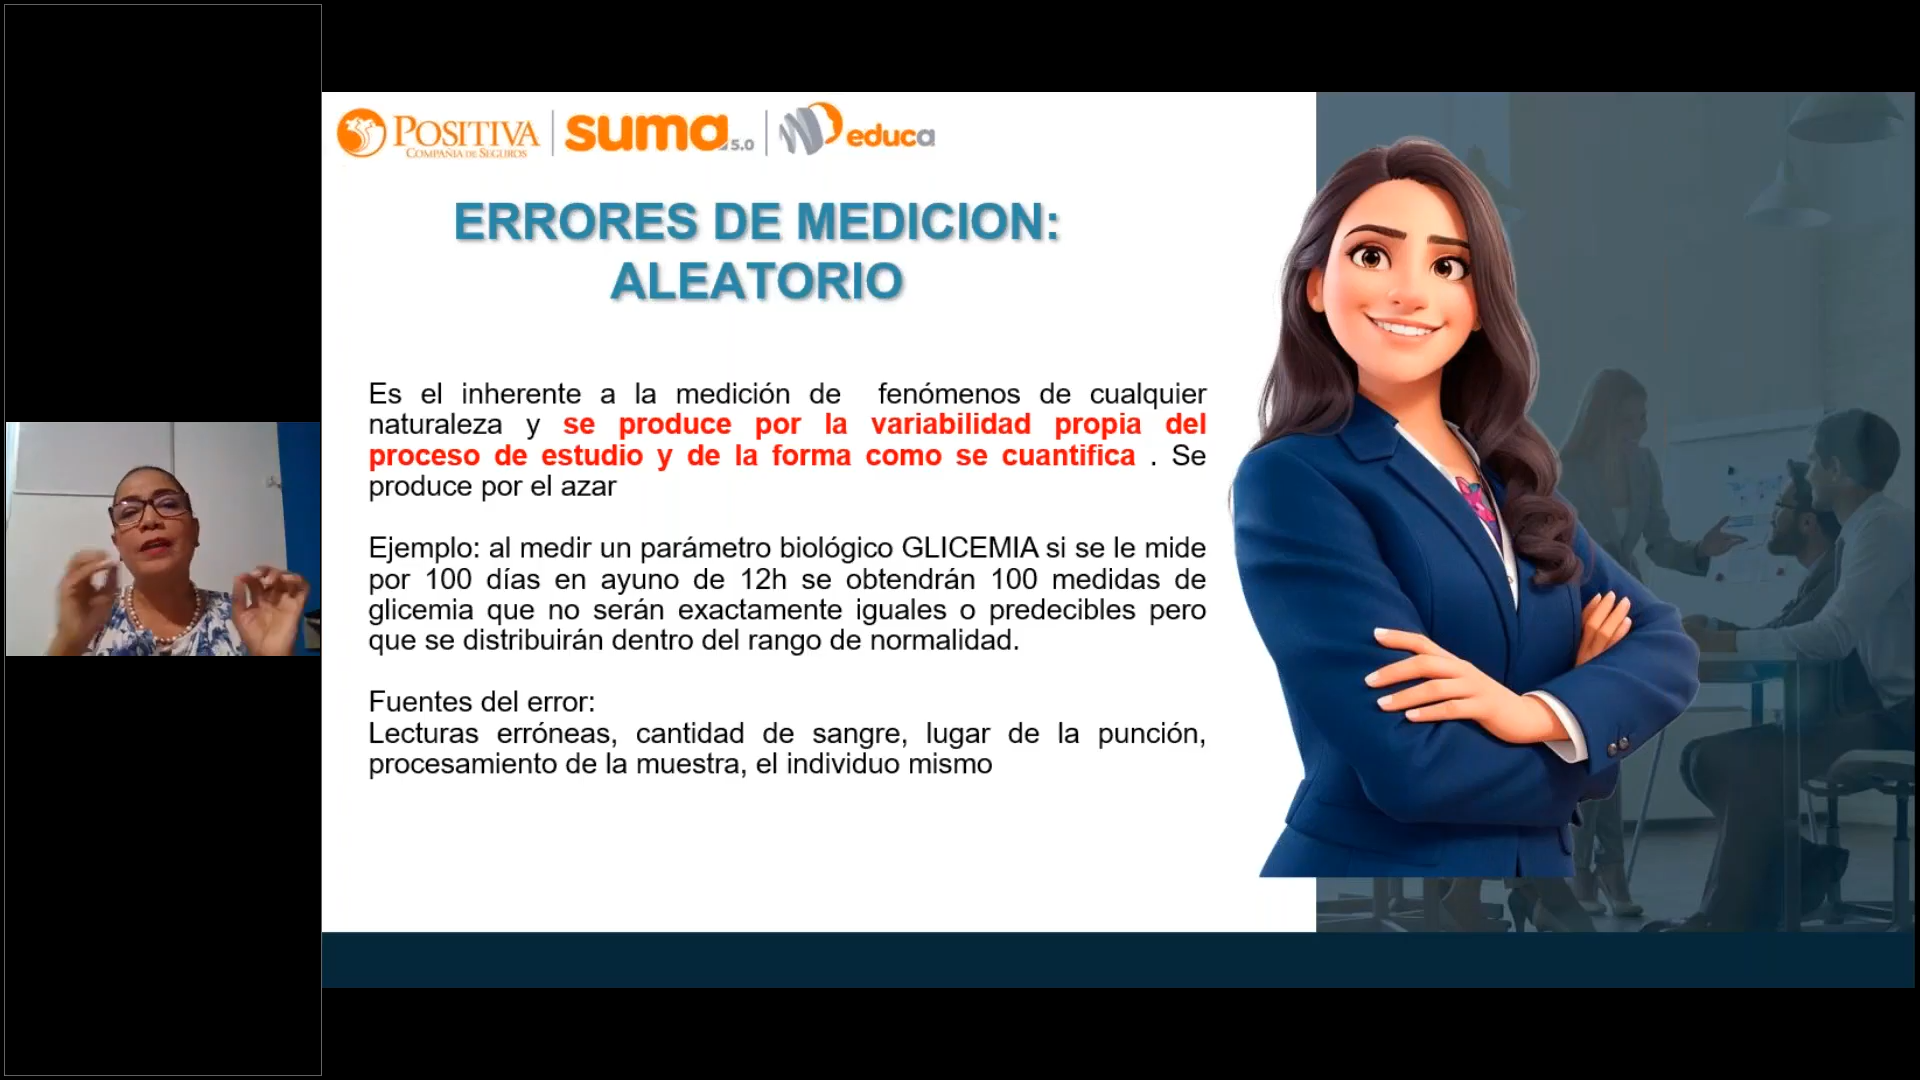 POSITIVA
COMPAÑIA DE SEGUROS
suma 5.0
educa
ERRORES DE MEDICION:
ALEATORIO
Es el inherente a la medición de fenómenos de cualquier
naturaleza y se produce por la variabilidad propia del
proceso de estudio y de la forma como se cuantifica . Se
produce por el azar
Ejemplo: al medir un parámetro biológico GLICEMIA si se le mide
por 100 días en ayuno de 12h se obtendrán 100 medidas de
glicemia que no serán exactamente iguales o predecibles pero
que se distribuirán dentro del rango de normalidad.
Fuentes del error:
Lecturas erróneas, cantidad de sangre, lugar de la punción,
procesamiento de la muestra, el individuo mismo